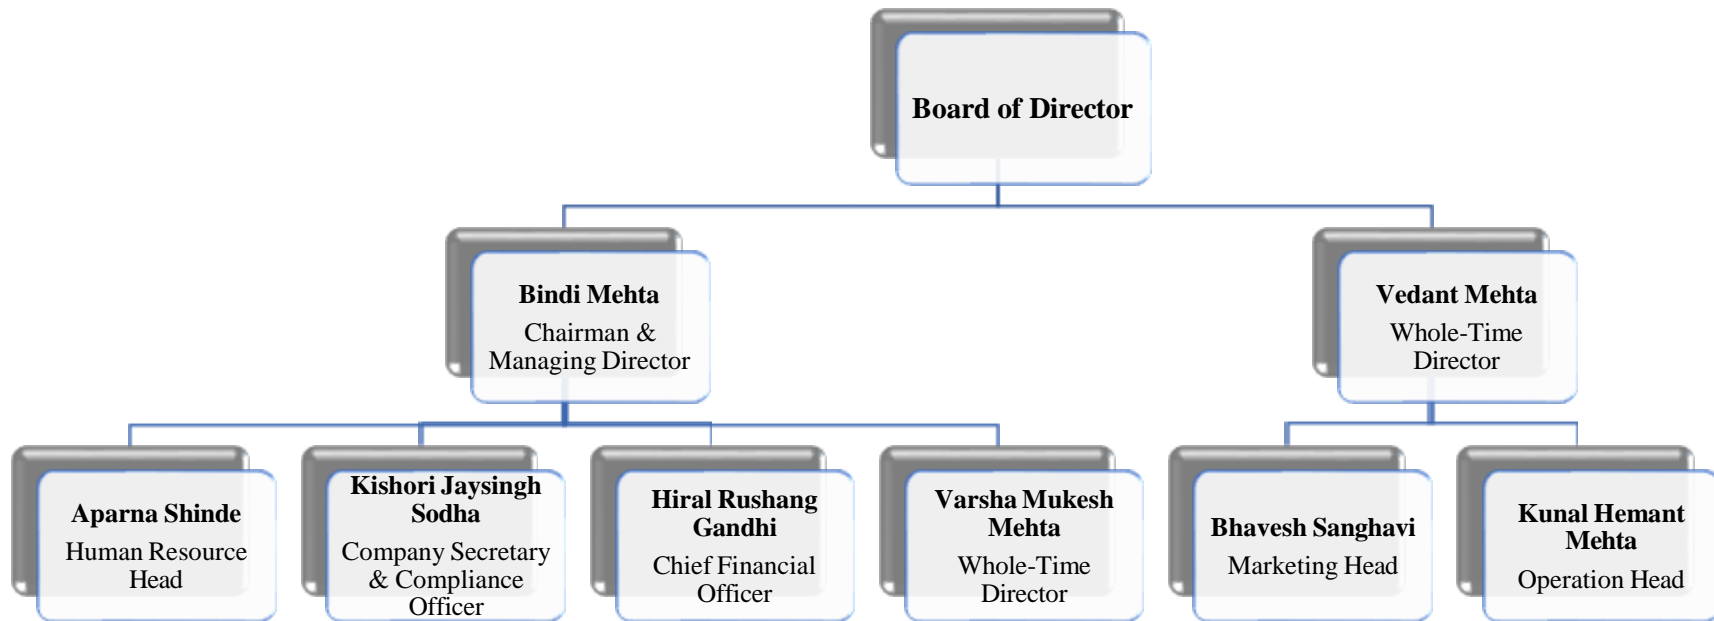 Board of Director
Bindi Mehta
Chairman &
Managing Director
Vedant Mehta
Whole-Time
Director
Aparna Shinde
Human Resource
Head
Kishori Jaysingh
Sodha
Company Secretary
& Compliance
Officer
Hiral Rushang
Gandhi
Chief Financial
Officer
Varsha Mukesh
Mehta
Whole-Time
Director
Bhavesh Sanghavi
Marketing Head
Kunal Hemant
Mehta
Operation Head